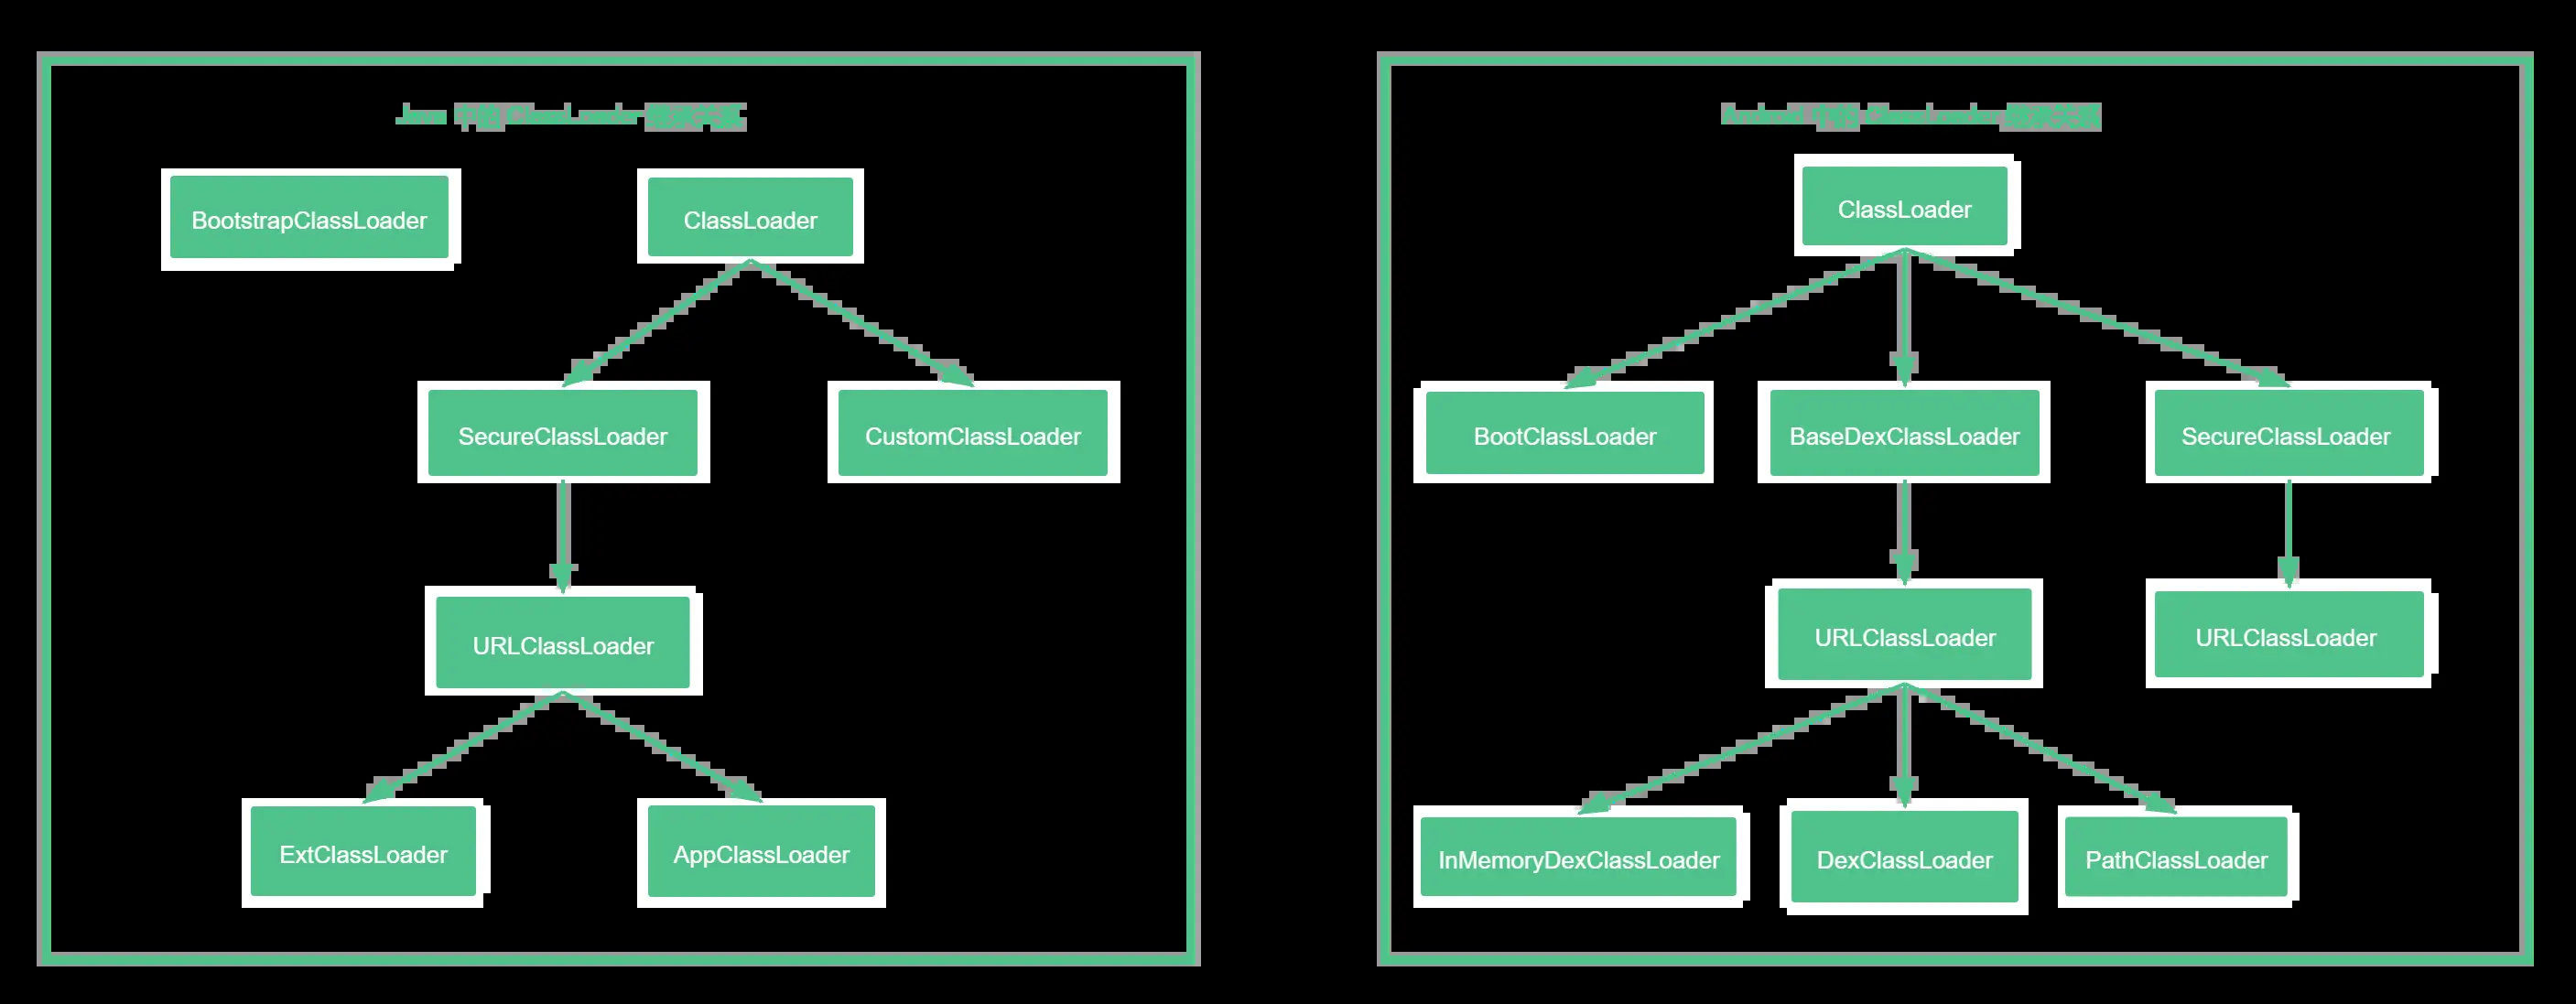 Java 中的 ClassLoader 继承关系
BootstrapClassLoader
ClassLoader
SecureClassLoader
CustomClassLoader
URLClassLoader
ExtClassLoader
AppClassLoader
Android 中的 ClassLoader 继承关系
ClassLoader
BootClassLoader
BaseDexClassLoader
SecureClassLoader
URLClassLoader
URLClassLoader
InMemoryDexClassLoader
DexClassLoader
PathClassLoader